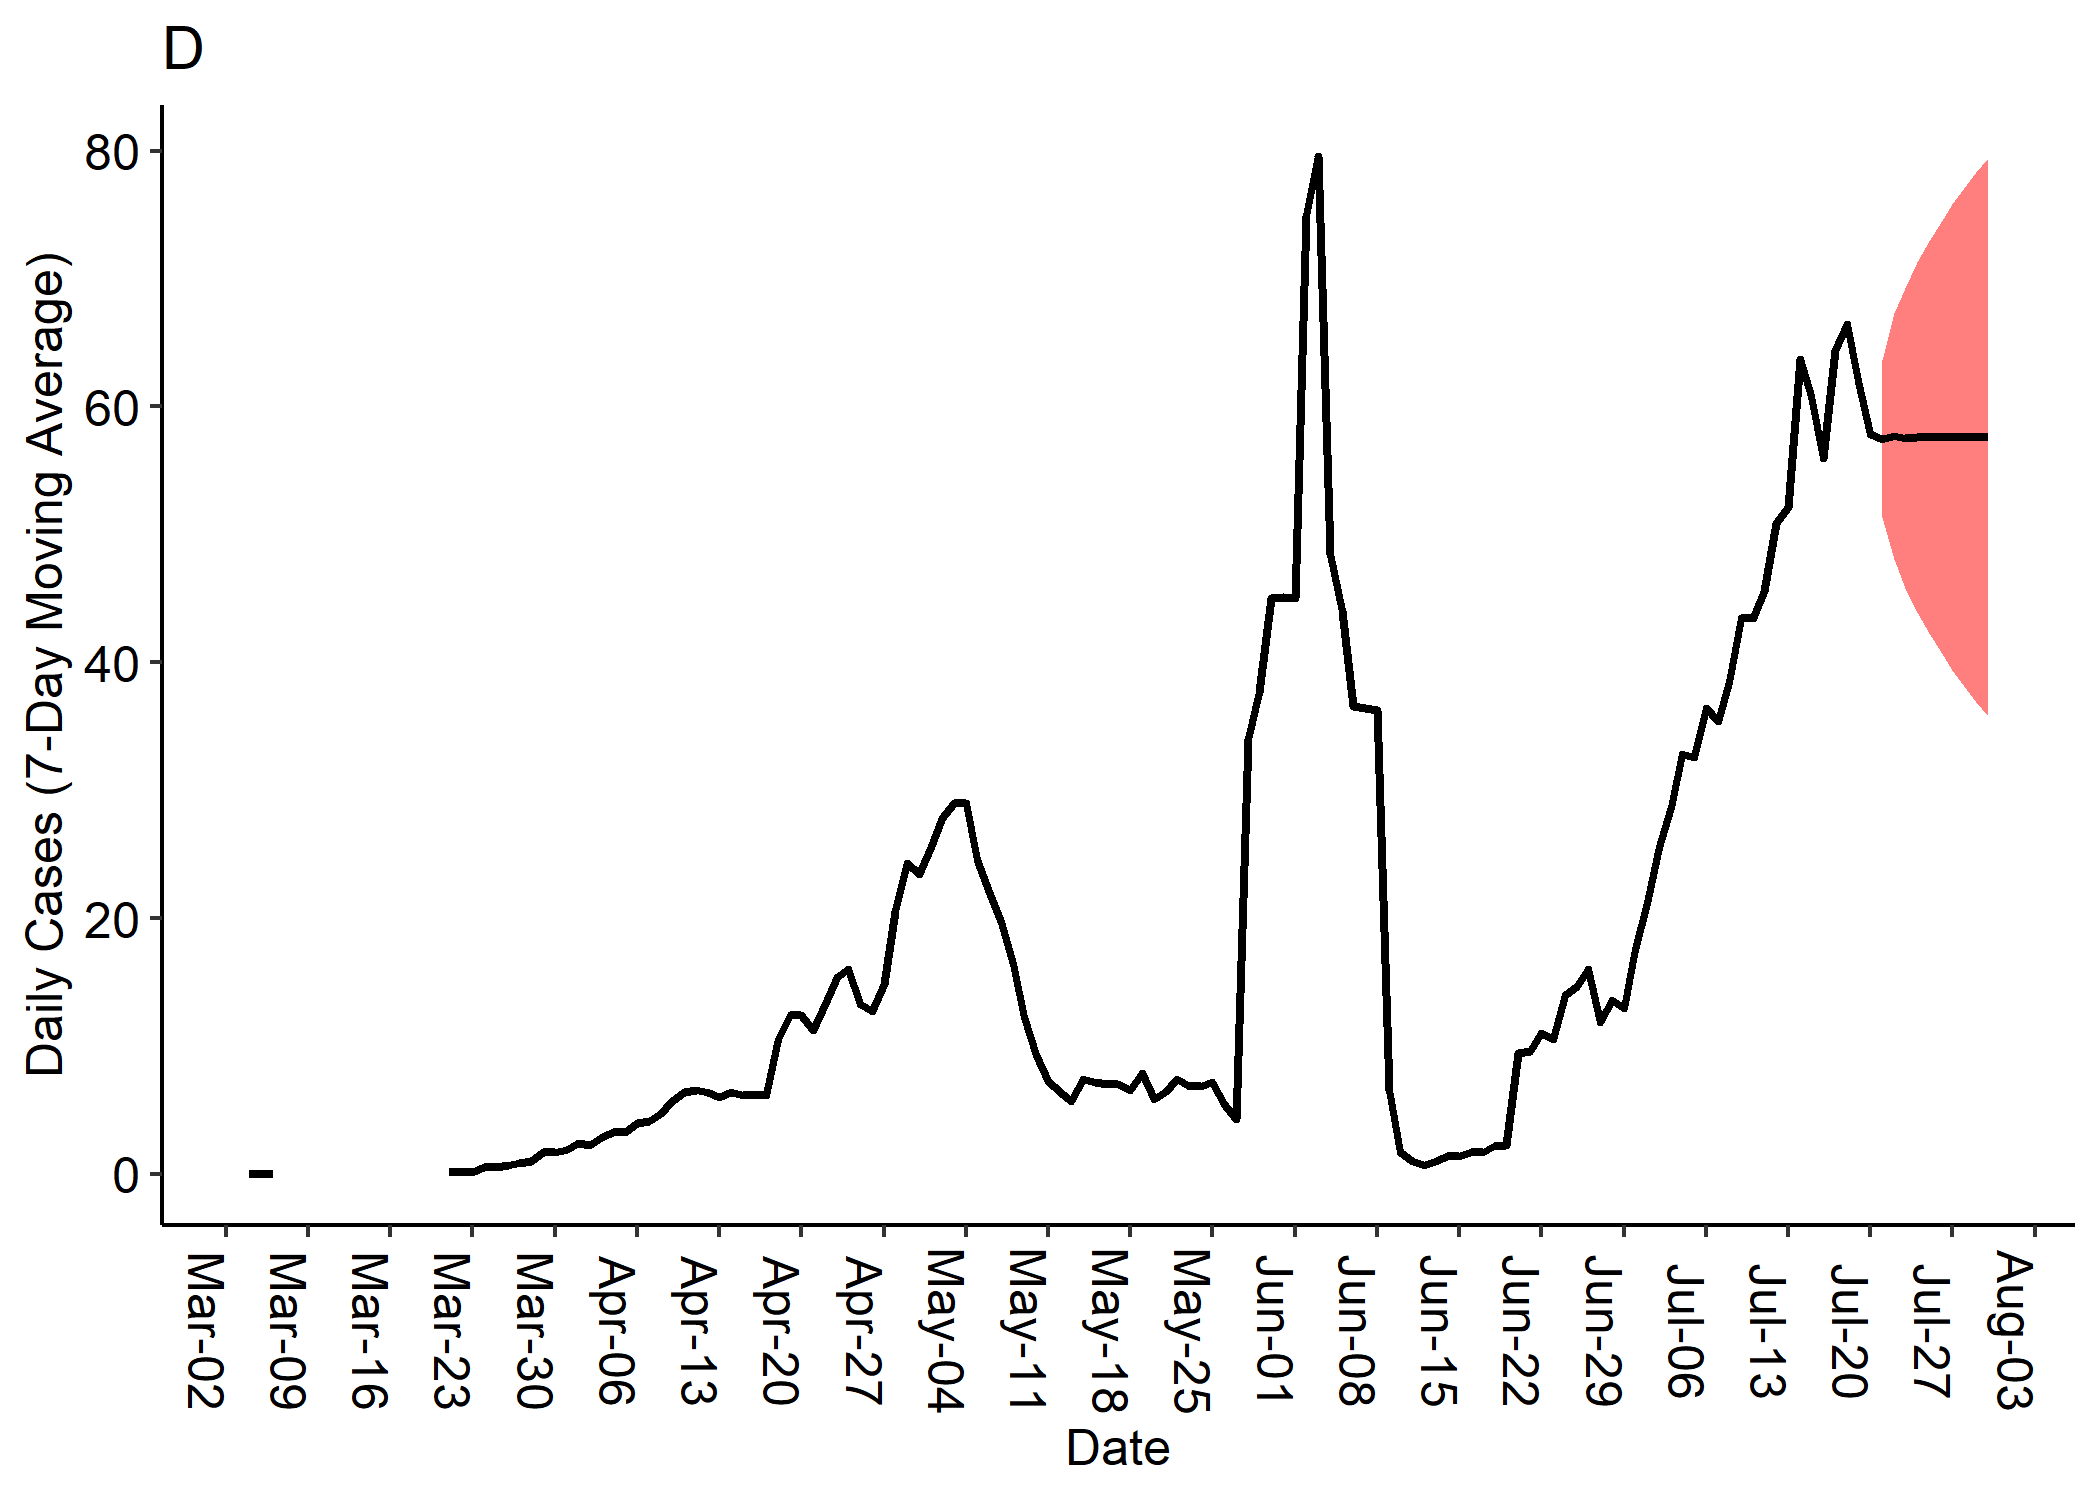 D
Daily Cases (7-Day Moving Average)
80
60
40
20
0
Mar-02
Mar-09
Mar-16
Mar-23
Mar-30
Apr-06
Apr-13
Apr-20
Apr-27
May-04
May-11
May-18
May-25
Jun-01
Jun-08
Jun-15
Jun-22
Jun-29
Jul-06
Jul-13
Jul-20
Jul-27
Aug-03
Date